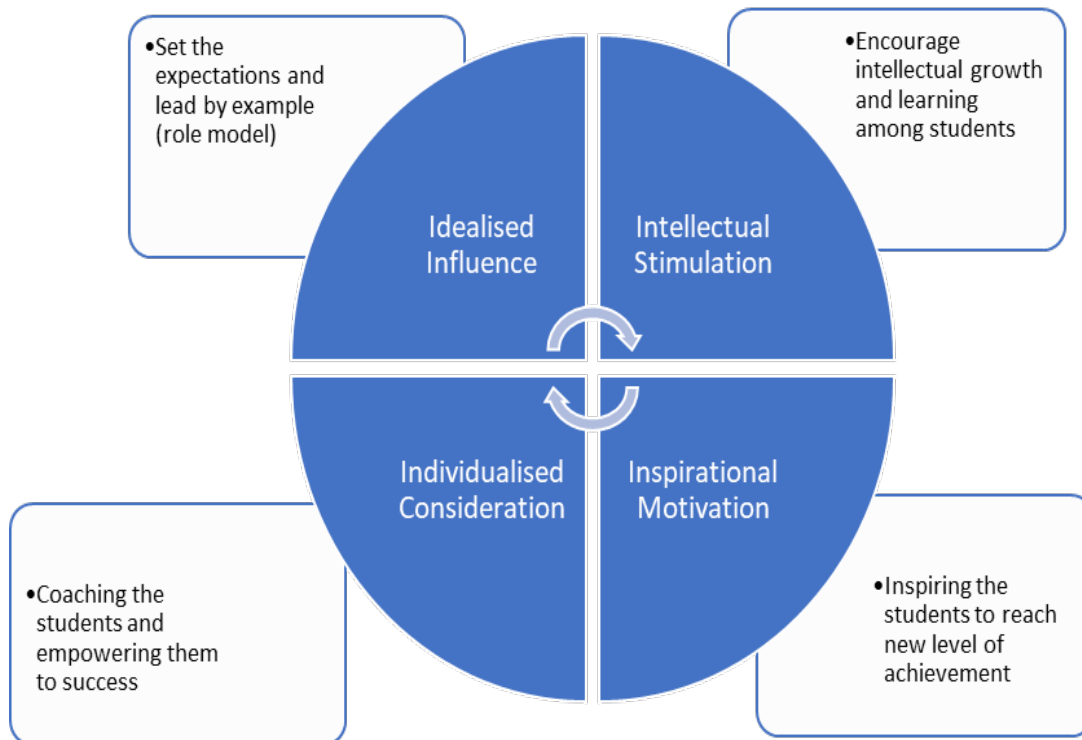 •Set the
expectations and
lead by example
(role model)
•Encourage
intellectual growth
and learning
among students
Idealised
Influence
Intellectual
Stimulation
Individualised
Consideration
Inspirational
Motivation
•Coaching the
students and
empowering them
to success
•Inspiring the
students to reach
new level of
achievement